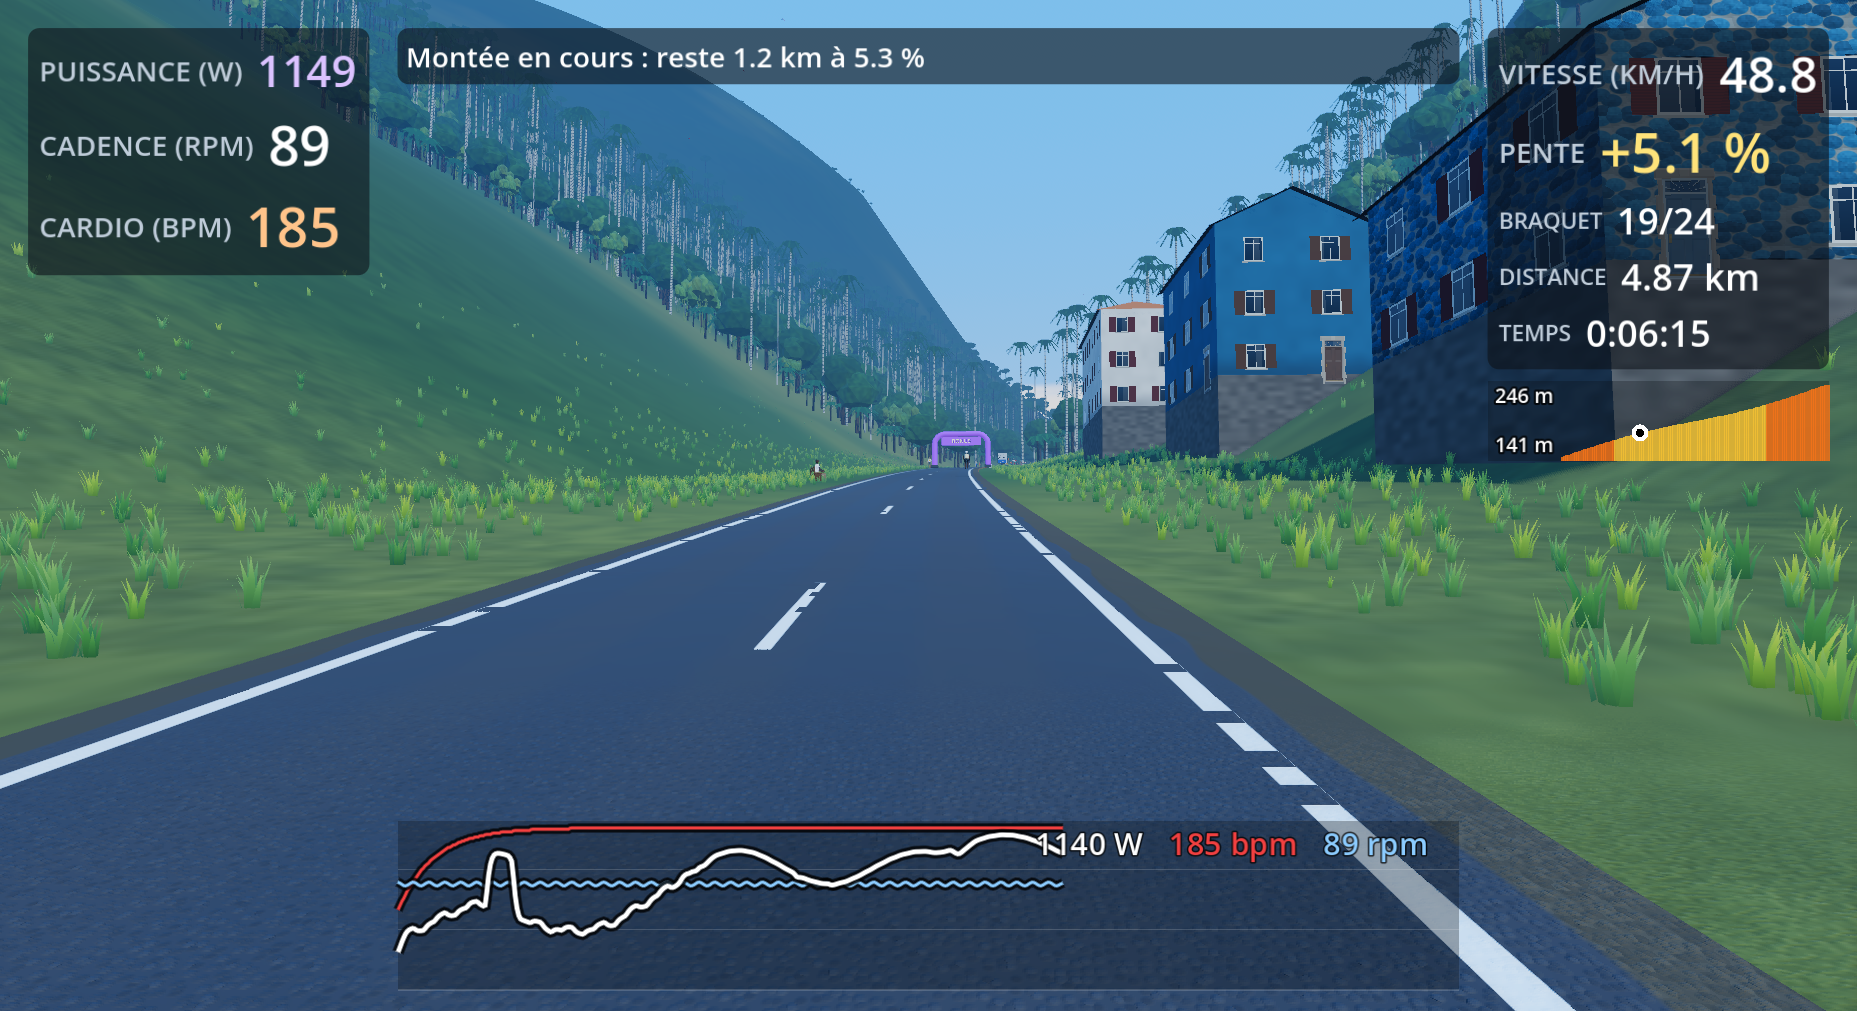 PUISSANCE (W) 1149
CADENCE (RPM) 89
CARDIO (BPM) 185
Montée en cours : reste 1.2 km à 5.3 %
VITESSE (KM/H) 48.8
PENTE +5.1 %
BRAQUET 19/24
DISTANCE 4.87 km
TEMPS 0:06:15
246 m
141 m
1140 W 185 bpm 89 rpm